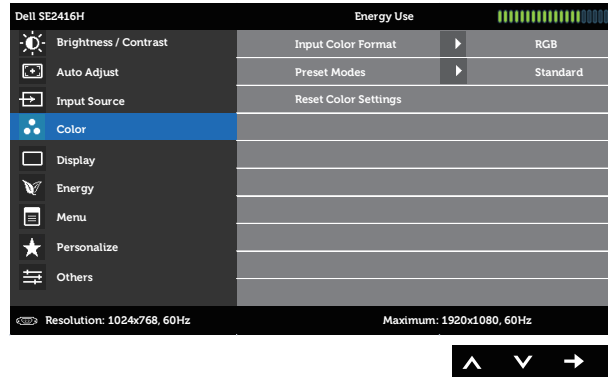 Dell SE2416H Energy Use
Brightness / Contrast Input Color Format RGB
Auto Adjust Preset Modes Standard
Input Source Reset Color Settings
Color
Display
Energy
Menu
Personalize
Others
Resolution: 1024x768, 60Hz Maximum: 1920x1080, 60Hz